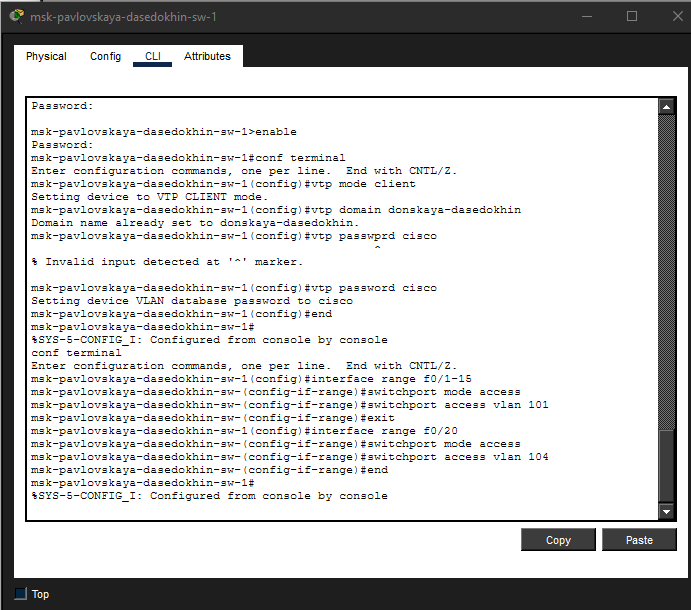 msk-pavlovskaya-dasedokhin-sw-1
Physical Config CLI Attributes
Password:
msk-pavlovskaya-dasedokhin-sw-1>enable
Password:
msk-pavlovskaya-dasedokhin-sw-1#conf terminal
Enter configuration commands, one per line.  End with CNTL/Z.
msk-pavlovskaya-dasedokhin-sw-1(config)#vtp mode client
Setting device to VTP CLIENT mode.
msk-pavlovskaya-dasedokhin-sw-1(config)#vtp domain donskaya-dasedokhin
Domain name already set to donskaya-dasedokhin.
msk-pavlovskaya-dasedokhin-sw-1(config)#vtp passwprd cisco
^
% Invalid input detected at '^' marker.
msk-pavlovskaya-dasedokhin-sw-1(config)#vtp password cisco
Setting device VLAN database password to cisco
msk-pavlovskaya-dasedokhin-sw-1(config)#end
msk-pavlovskaya-dasedokhin-sw-1#
%SYS-5-CONFIG_I: Configured from console by console
conf terminal
Enter configuration commands, one per line.  End with CNTL/Z.
msk-pavlovskaya-dasedokhin-sw-1(config)#interface range f0/1-15
msk-pavlovskaya-dasedokhin-sw-(config-if-range)#switchport mode access
msk-pavlovskaya-dasedokhin-sw-(config-if-range)#switchport access vlan 101
msk-pavlovskaya-dasedokhin-sw-(config-if-range)#exit
msk-pavlovskaya-dasedokhin-sw-1(config)#interface range f0/20
msk-pavlovskaya-dasedokhin-sw-(config-if-range)#switchport mode access
msk-pavlovskaya-dasedokhin-sw-(config-if-range)#switchport access vlan 104
msk-pavlovskaya-dasedokhin-sw-(config-if-range)#end
msk-pavlovskaya-dasedokhin-sw-1#
%SYS-5-CONFIG_I: Configured from console by console
Copy Paste
Top